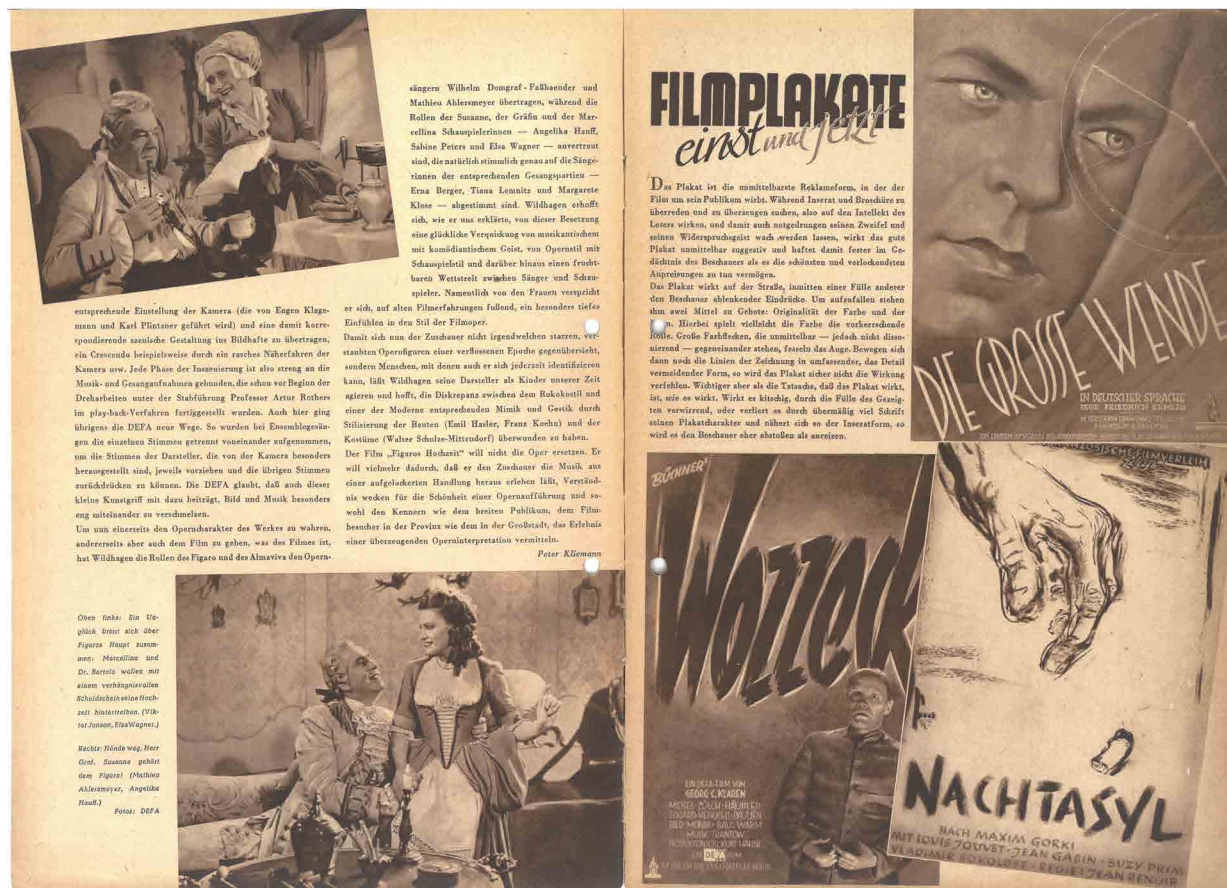 sängern Wilhelm Domgraf-Faßbaender und
Mathieu Ahlersmeyer übertragen, während die
Rollen der Susanne, der Gräfin und der Mar-
cellina Schauspielerinnen — Angelika Hauff,
Sabine Peters und Elsa Wagner — anvertraut
sind, die natürlich stimmlich genau auf die Sänge-
rinnen der entsprechenden Gesangspartien —
Erna Berger, Tiana Lemnitz und Margarete
Klose — abgestimmt sind. Wildhagen erhofft
sich, wie er uns erklärte, von dieser Besetzung
eine glückliche Verquickung von musikantischem
mit komödiantischem Geist, von Opernstil mit
Schauspielstil und darüber hinaus einen frucht-
baren Wettstreit zwischen Sänger und Schau-
spieler. Namentlich von den Frauen verspricht
entsprechende Einstellung der Kamera (die von Eugen Klage-
mann und Karl Plintzner geführt wird) und eine damit korre-
spondierende szenische Gestaltung ins Bildhafte zu übertragen,
ein Crescendo beispielsweise durch ein rasches Näherfahren der
Kamera usw. Jede Phase der Inszenierung ist also streng an die
Musik- und Gesangaufnahmen gebunden, die schon vor Beginn der
Dreharbeiten unter der Stabführung Professor Artur Rothers
im play-back-Verfahren fertiggestellt wurden. Auch hier ging
übrigens die DEFA neue Wege. So wurden bei Ensemblegesän-
gen die einzelnen Stimmen getrennt voneinander aufgenommen,
um die Stimmen der Darsteller, die von der Kamera besonders
herausgestellt sind, jeweils vorziehen und die übrigen Stimmen
zurückdrücken zu können. Die DEFA glaubt, daß auch dieser
kleine Kunstgriff mit dazu beiträgt, Bild und Musik besonders
eng miteinander zu verschmelzen.
Um nun einerseits den Operncharakter des Werkes zu wahren,
andererseits aber auch dem Film zu geben, was des Filmes ist,
hat Wildhagen die Rollen des Figaro und des Almaviva den Opern-
er sich, auf alten Filmerfahrungen fußend, ein besonders tiefes
Einfühlen in den Stil der Filmoper.
Damit sich nun der Zuschauer nicht irgendwelchen starren, ver-
staubten Opernfiguren einer verflossenen Epoche gegenübersieht,
sondern Menschen, mit denen auch er sich jederzeit identifizieren
kann, läßt Wildhagen seine Darsteller als Kinder unserer Zeit
agieren und hofft, die Diskrepanz zwischen dem Rokokostil und
einer der Moderne entsprechenden Mimik und Gestik durch
Stilisierung der Bauten (Emil Hasler, Franz Koehn) und der
Kostüme (Walter Schulze-Mittendorf) überwunden zu haben.
Der Film „Figaros Hochzeit“ will nicht die Oper ersetzen. Er
will vielmehr dadurch, daß er den Zuschauer die Musik aus
einer aufgelockerten Handlung heraus erleben läßt, Verständ-
nis wecken für die Schönheit einer Opernaufführung und so-
wohl den Kennern wie dem breiten Publikum, dem Film-
besucher in der Provinz wie dem in der Großstadt, das Erlebnis
einer überzeugenden Operninterpretation vermitteln.
Peter Kliemann
Oben links: Ein Un-
glück braut sich über
Figaros Haupt zusam-
men: Marcellina und
Dr. Bartolo wollen mit
einem verhängnisvollen
Schuldschein seine Hoch-
zeit hintertreiben. (Vik-
tor Janson, Elsa Wagner.)
Rechts: Hände weg, Herr
Graf. Susanne gehört
dem Figaro! (Mathieu
Ahlersmeyer, Angelika
Hauff.)
Fotos: DEFA
FILMPLAKATE
einst und jetzt
Das Plakat ist die unmittelbarste Reklameform, in der der
Film um sein Publikum wirbt. Während Inserat und Broschüre zu
überreden und zu überzeugen suchen, also auf den Intellekt des
Lesers wirken, und damit auch notgedrungen seinen Zweifel und
seinen Widerspruchsgeist wach werden lassen, wirkt das gute
Plakat unmittelbar suggestiv und haftet damit fester im Ge-
dächtnis des Beschauers als es die schönsten und verlockendsten
Anpreisungen zu tun vermögen.
Das Plakat wirkt auf der Straße, inmitten einer Fülle anderer
den Beschauer ablenkender Eindrücke. Um aufzufallen stehen
ihm zwei Mittel zu Gebote: Originalität der Farbe und der
Hierbei spielt vielleicht die Farbe die vorherrschende
Rolle. Große Farbflecken, die unmittelbar — jedoch nicht disso-
nierend — gegeneinander stehen, fesseln das Auge. Bewegen sich
dann noch die Linien der Zeichnung in umfassender, das Detail
vermeidender Form, so wird das Plakat sicher nicht die Wirkung
verfehlen. Wichtiger aber als die Tatsache, daß das Plakat wirkt,
ist, wie es wirkt. Wirkt es kitschig, durch die Fülle des Gezeig-
ten verwirrend, oder verliert es durch übermäßig viel Schrift
seinen Plakatcharakter und nähert sich so der Inseratform, so
wird es den Beschauer eher abstoßen als anreizen.
DIE GROSSE WENDE
IN DEUTSCHER SPRACHE
REGIE: FRIEDRICH ERMLER
BÜCHNER'S
WOZZECK
EIN DEFA-FILM VON
GEORG C. KLAREN
MUSIK TRANTOW
NACHTASYL
NACH MAXIM GORKI
MIT LOUIS JOUVET · JEAN GABIN · SUZY PRIM
VLADIMIR SOKOLOFF · REGIE: JEAN RENOIR